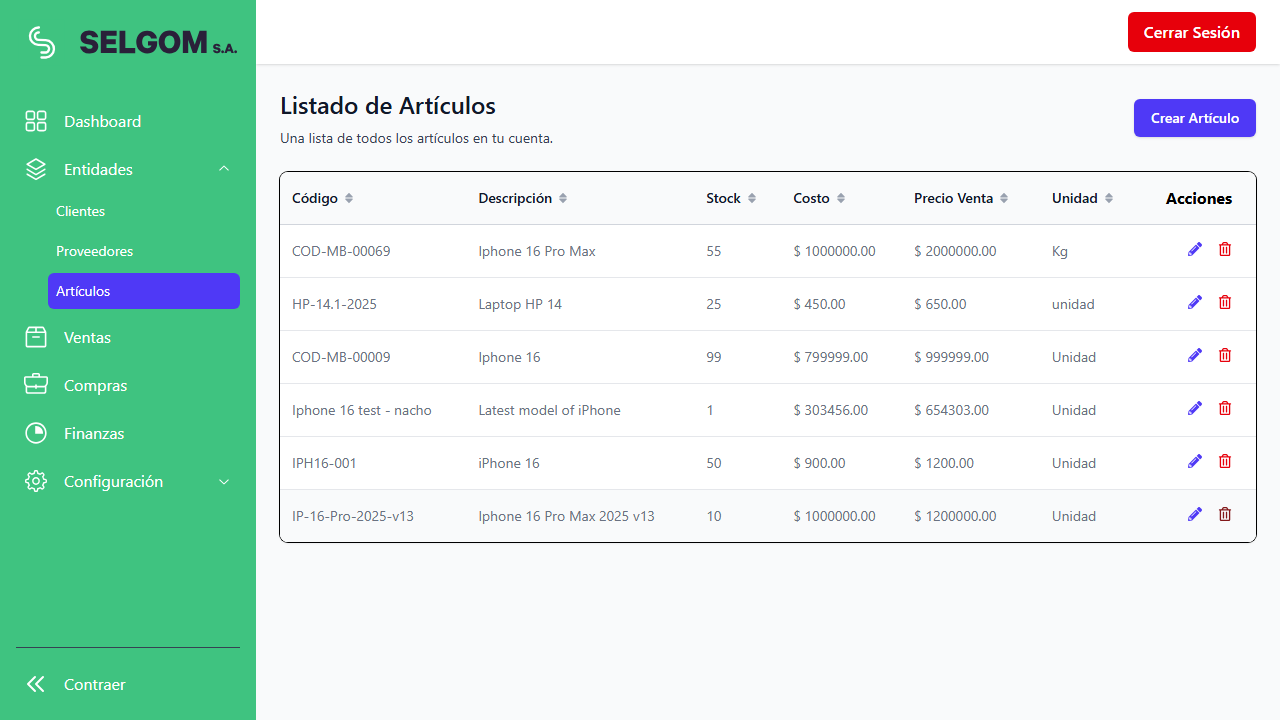 SELGOM S.A.
Cerrar Sesión
Dashboard
Entidades
Clientes
Proveedores
Artículos
Ventas
Compras
Finanzas
Configuración
Contraer
Listado de Artículos
Una lista de todos los artículos en tu cuenta.
Crear Artículo
Código Descripción Stock Costo Precio Venta Unidad Acciones
COD-MB-00069 Iphone 16 Pro Max 55 $ 1000000.00 $ 2000000.00 Kg
HP-14.1-2025 Laptop HP 14 25 $ 450.00 $ 650.00 unidad
COD-MB-00009 Iphone 16 99 $ 799999.00 $ 999999.00 Unidad
Iphone 16 test - nacho Latest model of iPhone 1 $ 303456.00 $ 654303.00 Unidad
IPH16-001 iPhone 16 50 $ 900.00 $ 1200.00 Unidad
IP-16-Pro-2025-v13 Iphone 16 Pro Max 2025 v13 10 $ 1000000.00 $ 1200000.00 Unidad